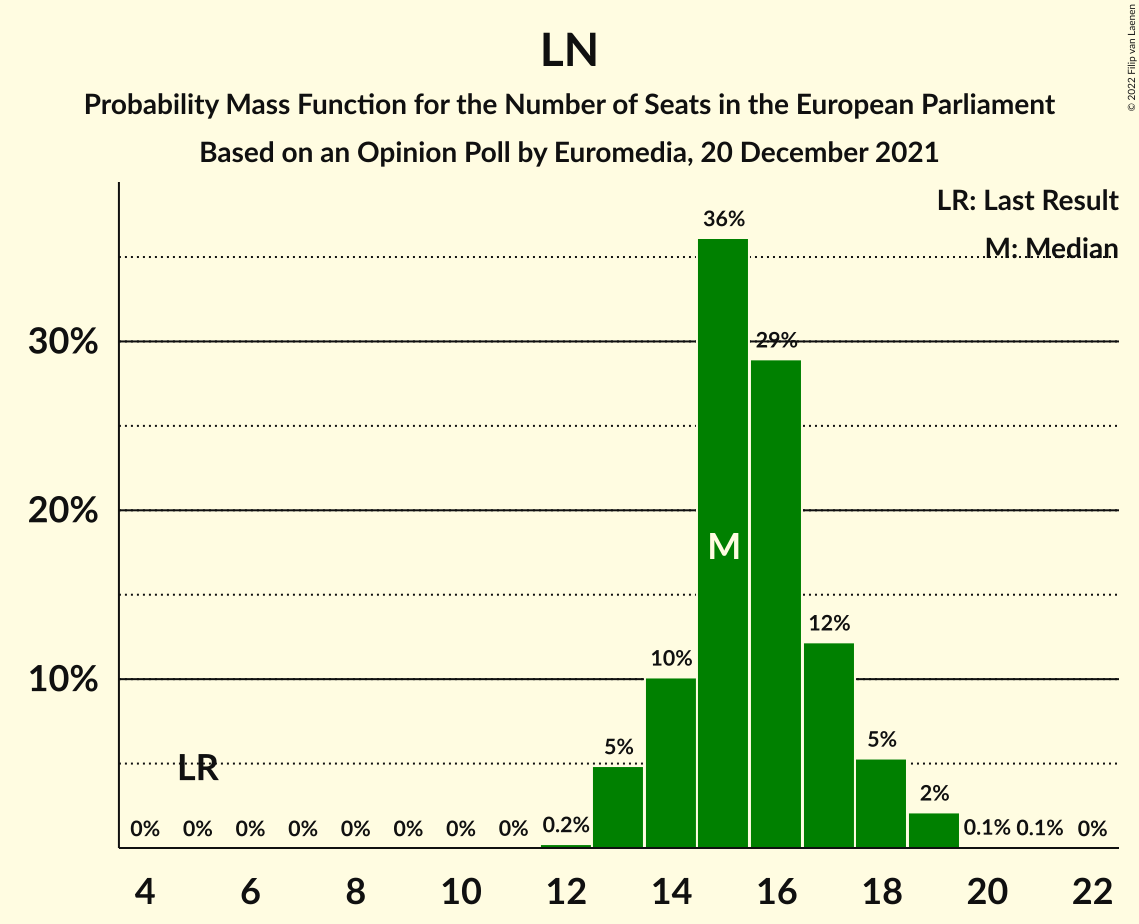 LN
Probability Mass Function for the Number of Seats in the European Parliament
Based on an Opinion Poll by Euromedia, 20 December 2021
© 2022 Filip van Laenen
LR: Last Result
M: Median
36%
30%
29%
20%
M
12%
10%
10%
5%
5%
LR
2%
0% 0% 0% 0% 0% 0% 0% 0% 0.2% 0.1% 0.1% 0%
4 6 8 10 12 14 16 18 20 22